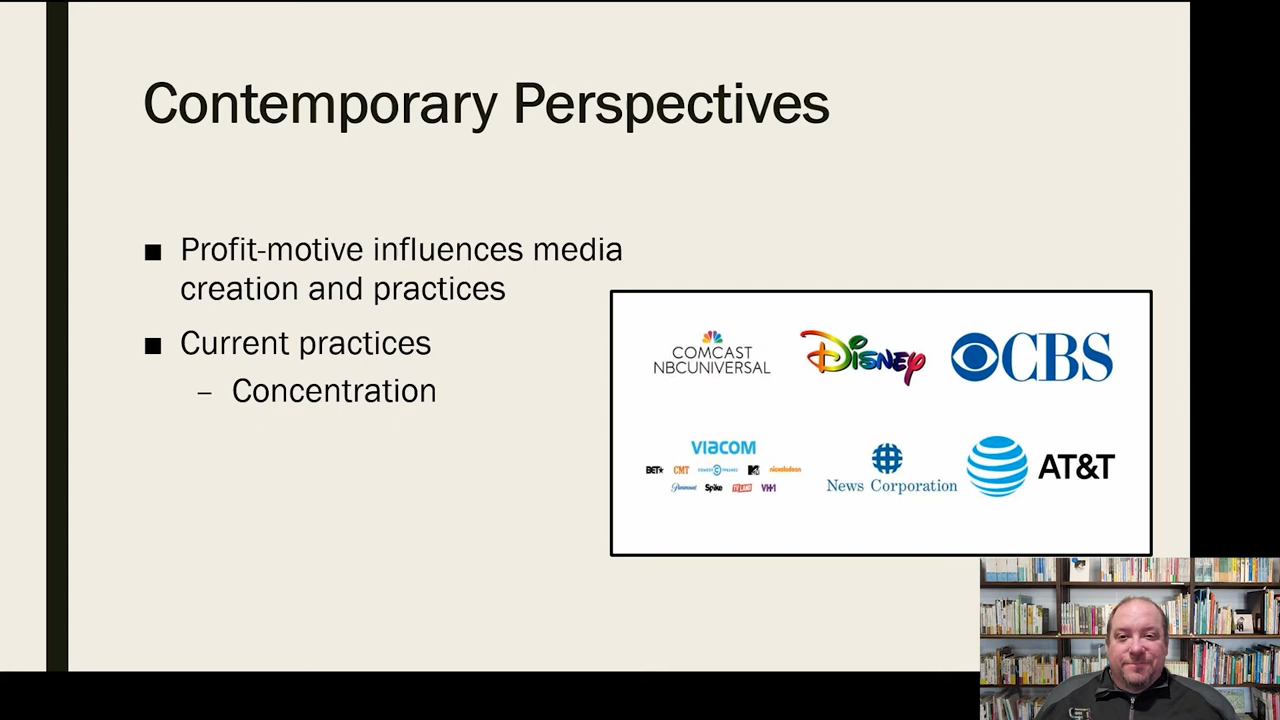 Contemporary Perspectives
■ Profit-motive influences media
creation and practices
■ Current practices
– Concentration
COMCAST
NBCUNIVERSAL
Disney
CBS
VIACOM
BET★ CMT COMEDY CENTRAL MTV nickelodeon
Paramount Spike TV LAND VH1
News Corporation
AT&T